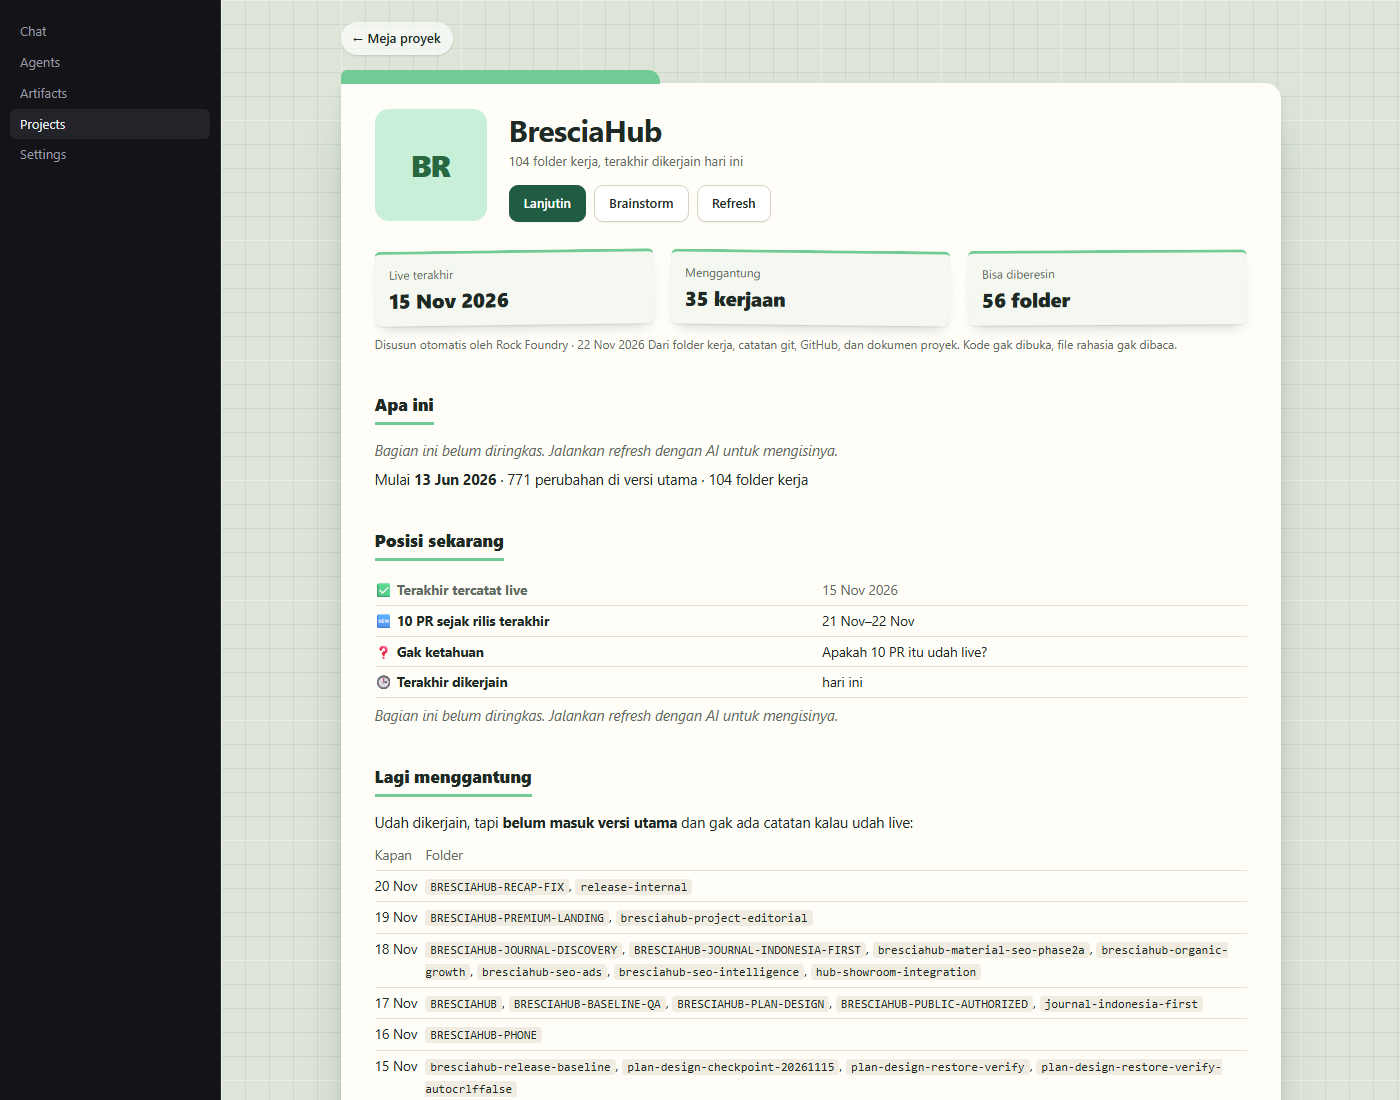 Chat
Agents
Artifacts
Projects
Settings
← Meja proyek
BR
BresciaHub
104 folder kerja, terakhir dikerjain hari ini
Lanjutin
Brainstorm
Refresh
Live terakhir
15 Nov 2026
Menggantung
35 kerjaan
Bisa diberesin
56 folder
Disusun otomatis oleh Rock Foundry · 22 Nov 2026 Dari folder kerja, catatan git, GitHub, dan dokumen proyek. Kode gak dibuka, file rahasia gak dibaca.
Apa ini
Bagian ini belum diringkas. Jalankan refresh dengan AI untuk mengisinya.
Mulai 13 Jun 2026 · 771 perubahan di versi utama · 104 folder kerja
Posisi sekarang
✅ Terakhir tercatat live 15 Nov 2026
🆕 10 PR sejak rilis terakhir 21 Nov–22 Nov
❓ Gak ketahuan Apakah 10 PR itu udah live?
🕒 Terakhir dikerjain hari ini
Bagian ini belum diringkas. Jalankan refresh dengan AI untuk mengisinya.
Lagi menggantung
Udah dikerjain, tapi belum masuk versi utama dan gak ada catatan kalau udah live:
Kapan Folder
20 Nov BRESCIAHUB-RECAP-FIX, release-internal
19 Nov BRESCIAHUB-PREMIUM-LANDING, bresciahub-project-editorial
18 Nov BRESCIAHUB-JOURNAL-DISCOVERY, BRESCIAHUB-JOURNAL-INDONESIA-FIRST, bresciahub-material-seo-phase2a, bresciahub-organic-
growth, bresciahub-seo-ads, bresciahub-seo-intelligence, hub-showroom-integration
17 Nov BRESCIAHUB, BRESCIAHUB-BASELINE-QA, BRESCIAHUB-PLAN-DESIGN, BRESCIAHUB-PUBLIC-AUTHORIZED, journal-indonesia-first
16 Nov BRESCIAHUB-PHONE
15 Nov bresciahub-release-baseline, plan-design-checkpoint-20261115, plan-design-restore-verify, plan-design-restore-verify-
autocrlffalse